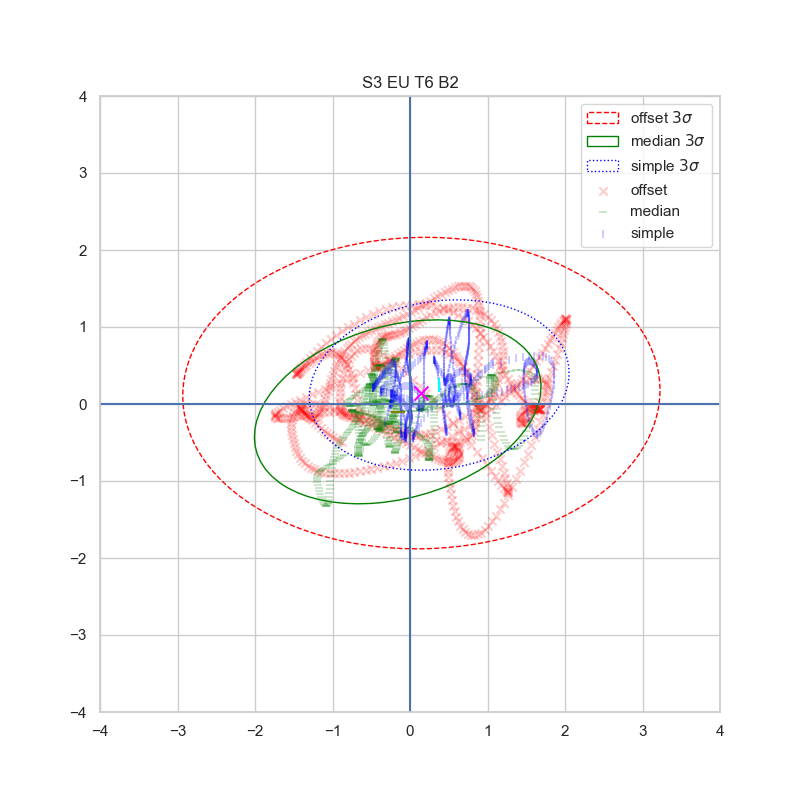 S3 EU T6 B2
offset 3σ
median 3σ
simple 3σ
offset
median
simple
4
3
2
1
0
−1
−2
−3
−4
−4 −3 −2 −1 0 1 2 3 4